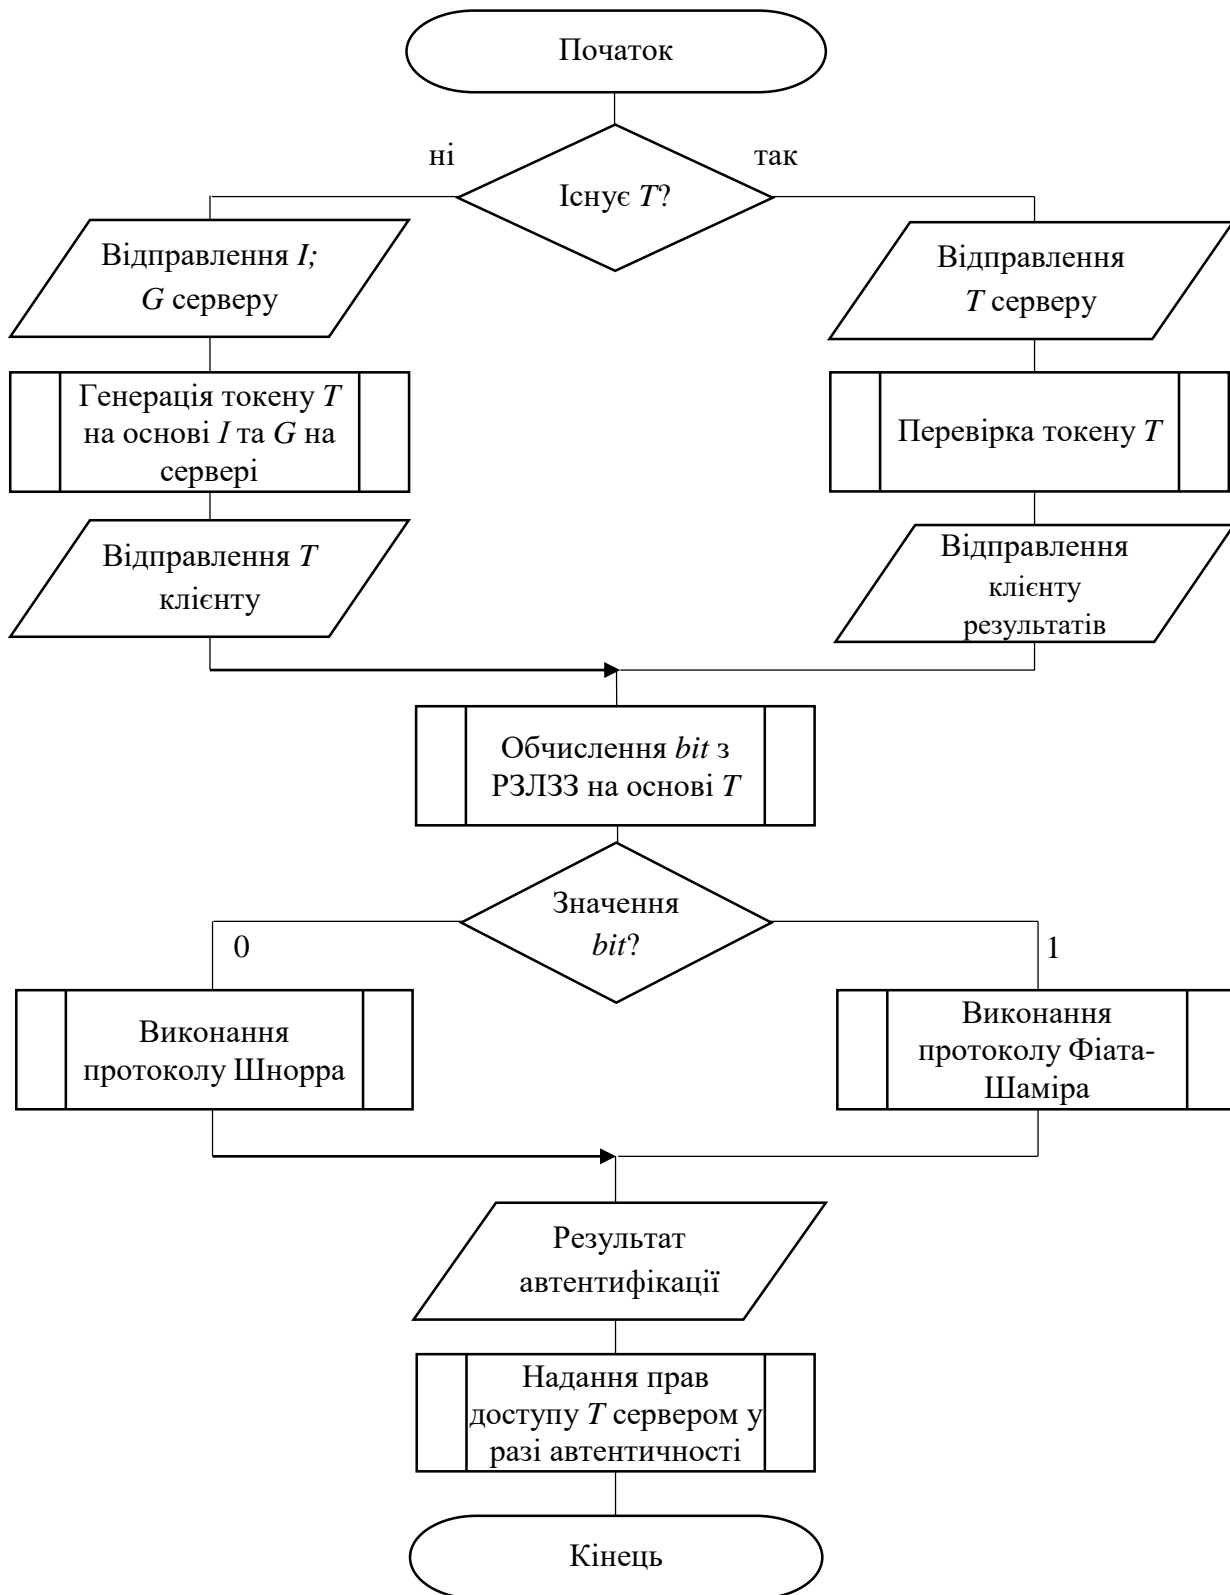 Початок
ні
так
Існує T?
Відправлення I;
G серверу
Відправлення
T серверу
Генерація токену T
на основі I та G на
сервері
Перевірка токену T
Відправлення T
клієнту
Відправлення
клієнту
результатів
Обчислення bit з
РЗЛЗЗ на основі T
Значення
bit?
0
1
Виконання
протоколу Шнорра
Виконання
протоколу Фіата-
Шаміра
Результат
автентифікації
Надання прав
доступу T сервером у
разі автентичності
Кінець